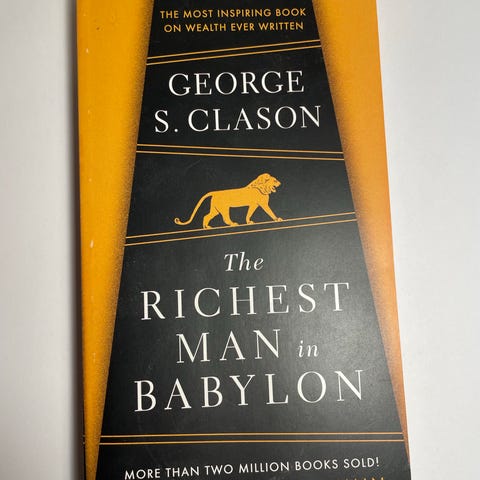 THE MOST INSPIRING BOOK
ON WEALTH EVER WRITTEN
GEORGE
S. CLASON
The
RICHEST
MAN in
BABYLON
MORE THAN TWO MILLION BOOKS SOLD!